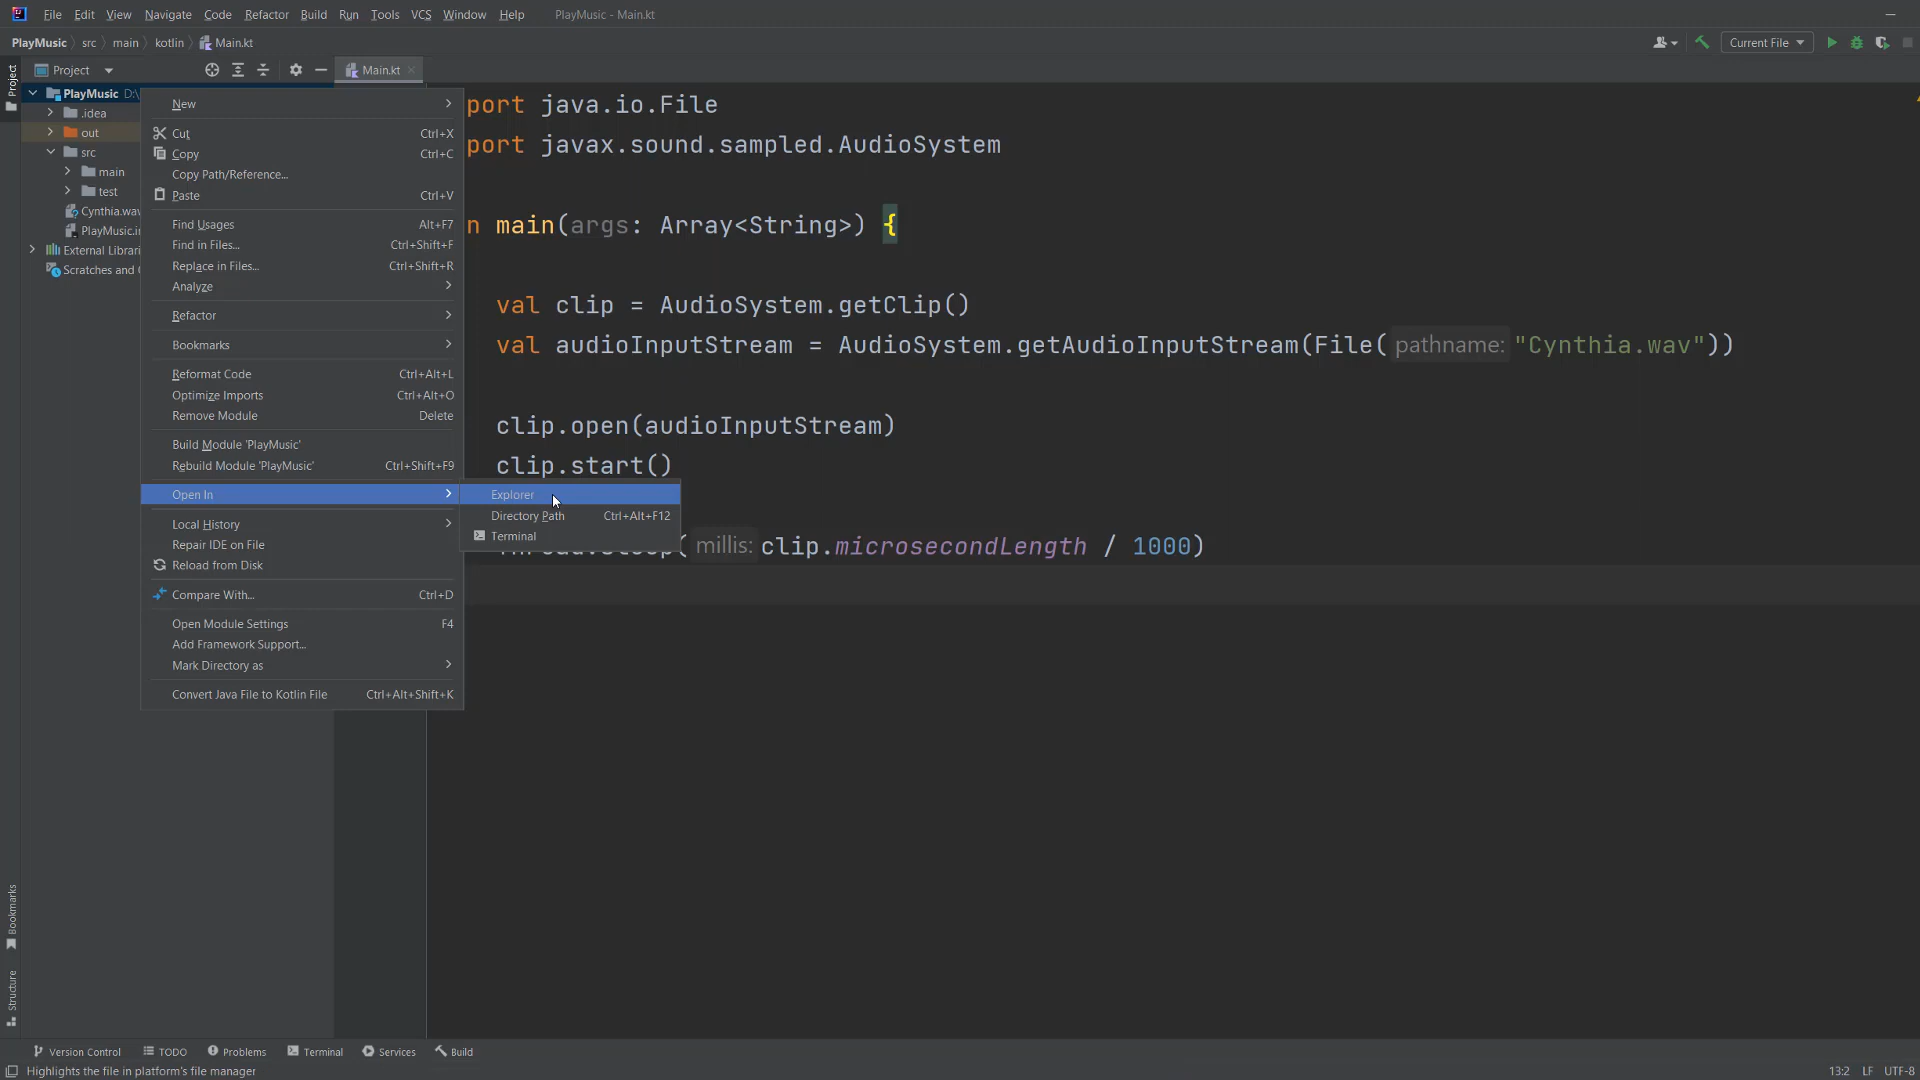 File Edit View Navigate Code Refactor Build Run Tools VCS Window Help PlayMusic - Main.kt
PlayMusic src main kotlin Main.kt Current File
Project Main.kt
Project
PlayMusic D:\
.idea
out
src
main
test
Cynthia.wav
PlayMusic.i
External Librari
Scratches and
New
Cut Ctrl+X
Copy Ctrl+C
Copy Path/Reference...
Paste Ctrl+V
Find Usages Alt+F7
Find in Files... Ctrl+Shift+F
Replace in Files... Ctrl+Shift+R
Analyze
Refactor
Bookmarks
Reformat Code Ctrl+Alt+L
Optimize Imports Ctrl+Alt+O
Remove Module Delete
Build Module 'PlayMusic'
Rebuild Module 'PlayMusic' Ctrl+Shift+F9
Open In
Local History
Repair IDE on File
Reload from Disk
Compare With... Ctrl+D
Open Module Settings F4
Add Framework Support...
Mark Directory as
Convert Java File to Kotlin File Ctrl+Alt+Shift+K
Explorer
Directory Path Ctrl+Alt+F12
Terminal
port java.io.File
port javax.sound.sampled.AudioSystem
n main(args: Array<String>) {
val clip = AudioSystem.getClip()
val audioInputStream = AudioSystem.getAudioInputStream(File( pathname: "Cynthia.wav"))
clip.open(audioInputStream)
clip.start()
( millis: clip.microsecondLength / 1000)
Bookmarks
Structure
Version Control TODO Problems Terminal Services Build
Highlights the file in platform's file manager 13:2 LF UTF-8